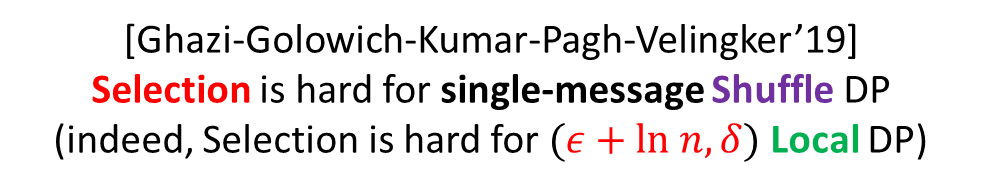 [Ghazi-Golowich-Kumar-Pagh-Velingker’19]
Selection is hard for single-message Shuffle DP
(indeed, Selection is hard for (ϵ + ln n, δ) Local DP)